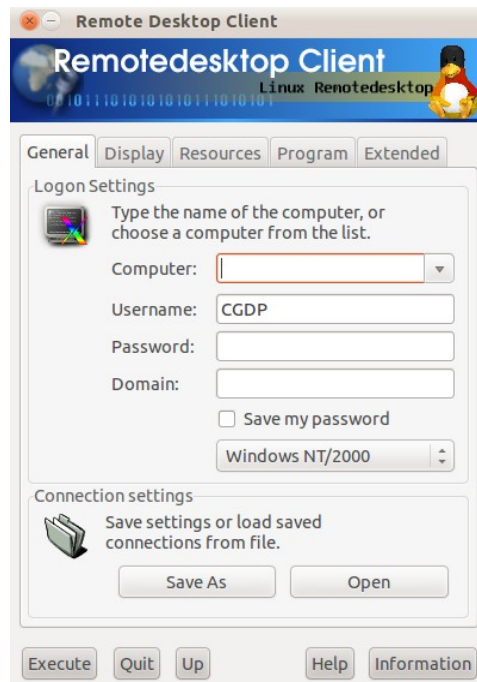 Remote Desktop Client
Remotedesktop Client
Linux Remotedesktop
General Display Resources Program Extended
Logon Settings
Type the name of the computer, or
choose a computer from the list.
Computer:
Username: CGDP
Password:
Domain:
Save my password
Windows NT/2000
Connection settings
Save settings or load saved
connections from file.
Save As Open
Execute Quit Up Help Information